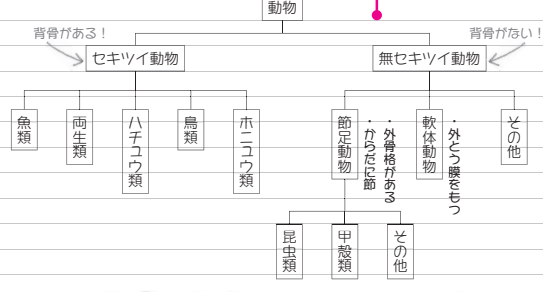 動物
背骨がある!
背骨がない!
セキツイ動物
無セキツイ動物
魚類
両生類
ハチュウ類
鳥類
ホニュウ類
節足動物
・外骨格がある
・からだに節
軟体動物
・外とう膜をもつ
その他
昆虫類
甲殻類
その他